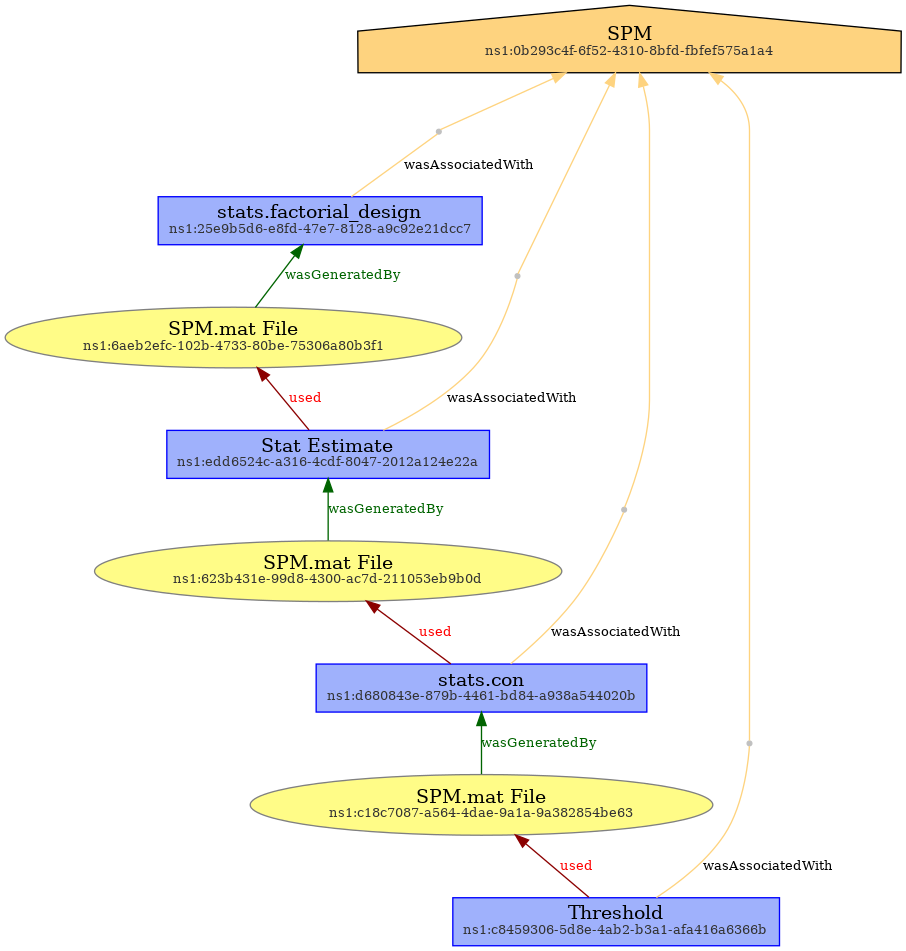 SPM
ns1:0b293c4f-6f52-4310-8bfd-fbfef575a1a4
wasAssociatedWith
stats.factorial_design
ns1:25e9b5d6-e8fd-47e7-8128-a9c92e21dcc7
wasGeneratedBy
SPM.mat File
ns1:6aeb2efc-102b-4733-80be-75306a80b3f1
used
wasAssociatedWith
Stat Estimate
ns1:edd6524c-a316-4cdf-8047-2012a124e22a
wasGeneratedBy
SPM.mat File
ns1:623b431e-99d8-4300-ac7d-211053eb9b0d
used
wasAssociatedWith
stats.con
ns1:d680843e-879b-4461-bd84-a938a544020b
wasGeneratedBy
SPM.mat File
ns1:c18c7087-a564-4dae-9a1a-9a382854be63
used
wasAssociatedWith
Threshold
ns1:c8459306-5d8e-4ab2-b3a1-afa416a6366b